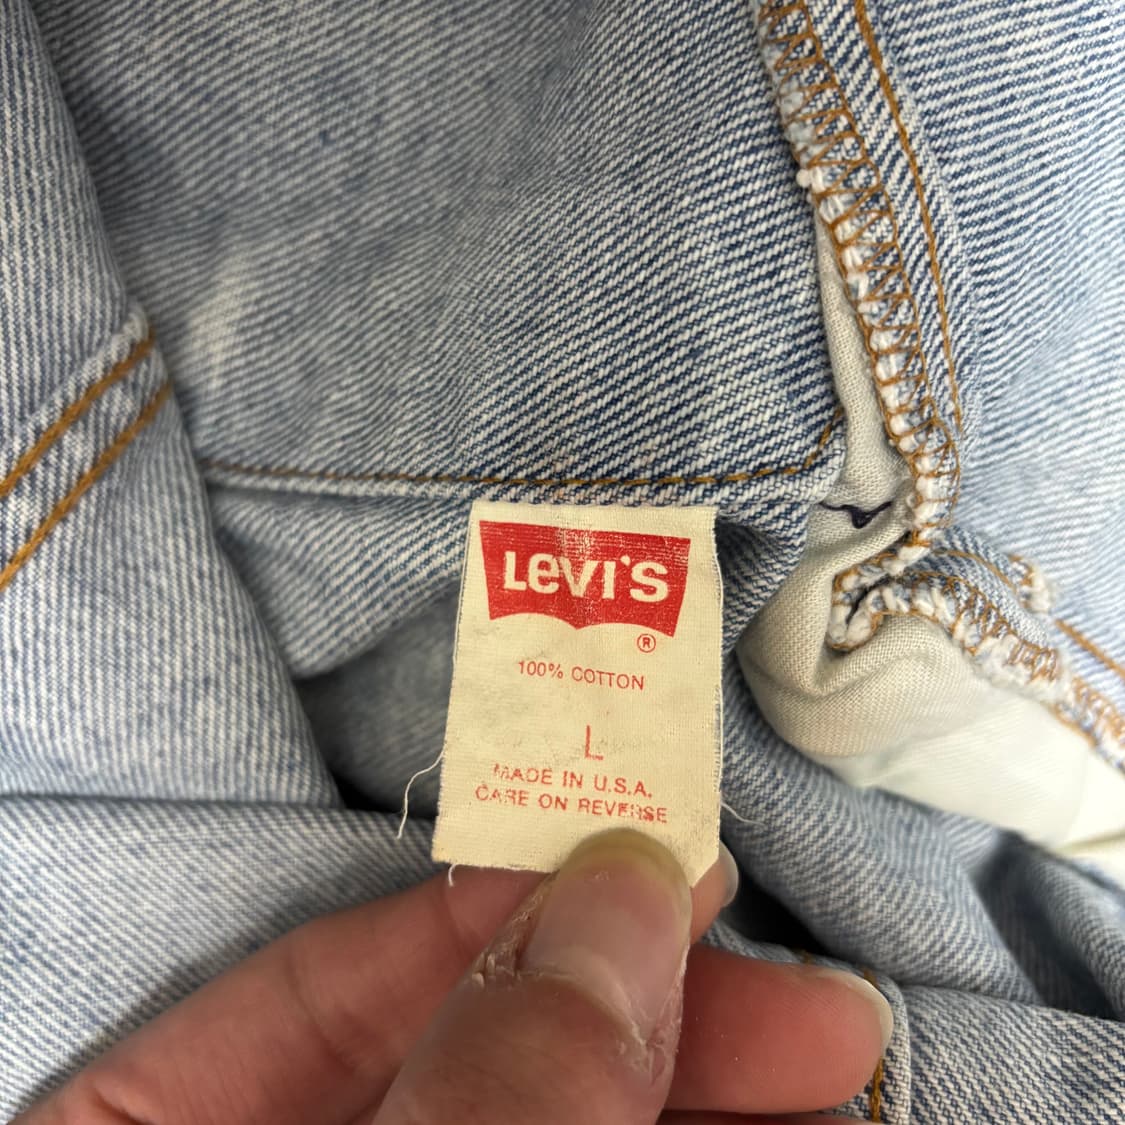 LEVI'S
®
100% COTTON
L
MADE IN U.S.A.
CARE ON REVERSE